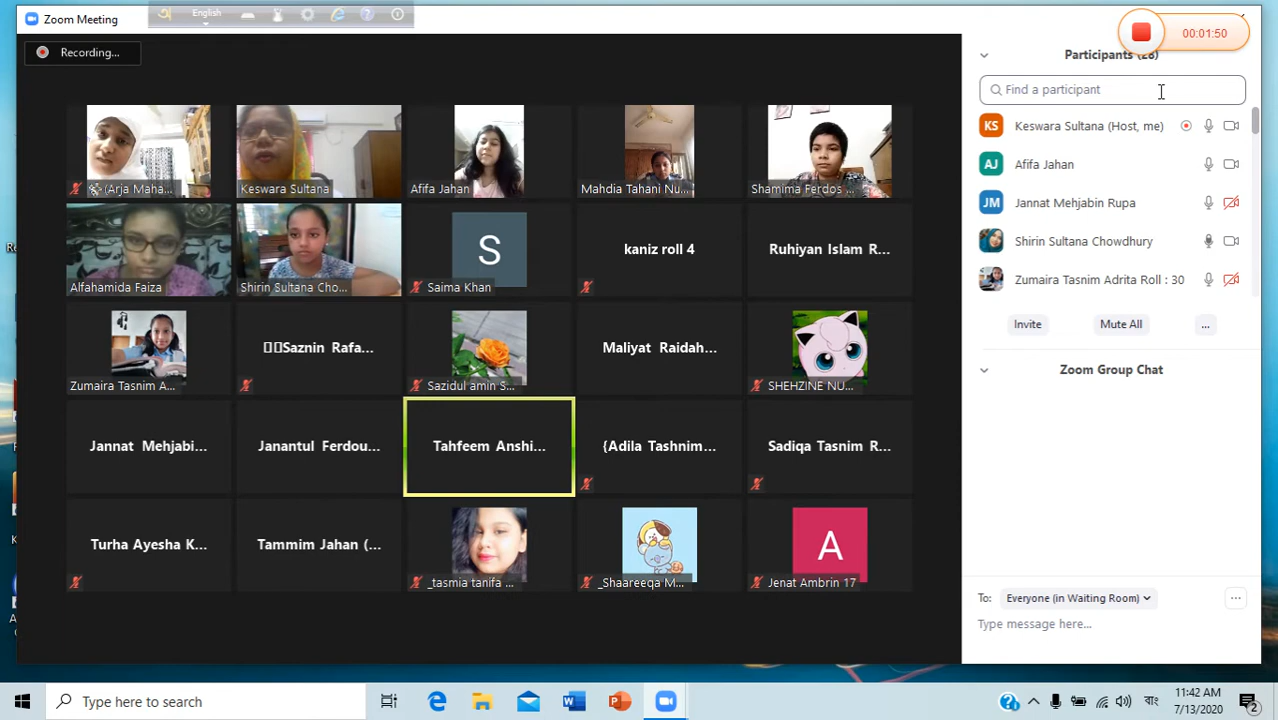 Zoom Meeting
English
00:01:50
Recording...
Participants (28)
Find a participant
KS Keswara Sultana (Host, me)
AJ Afifa Jahan
JM Jannat Mehjabin Rupa
Shirin Sultana Chowdhury
Zumaira Tasnim Adrita Roll : 30
Invite Mute All ...
Zoom Group Chat
(Arja Maha...
Keswara Sultana
Afifa Jahan
Mahdia Tahani Nu...
Shamima Ferdos ...
Alfahamida Faiza
Shirin Sultana Cho...
S
Saima Khan
kaniz roll 4
Ruhiyan Islam R...
Zumaira Tasnim A...
Saznin Rafa...
Sazidul amin S...
Maliyat Raidah...
SHEHZINE NU...
Jannat Mehjabi...
Janantul Ferdou...
Tahfeem Anshi...
{Adila Tashnim...
Sadiqa Tasnim R...
Turha Ayesha K...
Tammim Jahan (...
_tasmia tanifa ...
_Shaareeqa M...
A
Jenat Ambrin 17
To: Everyone (in Waiting Room)
...
Type message here...
Type here to search
বাং
11:42 AM
7/13/2020
2